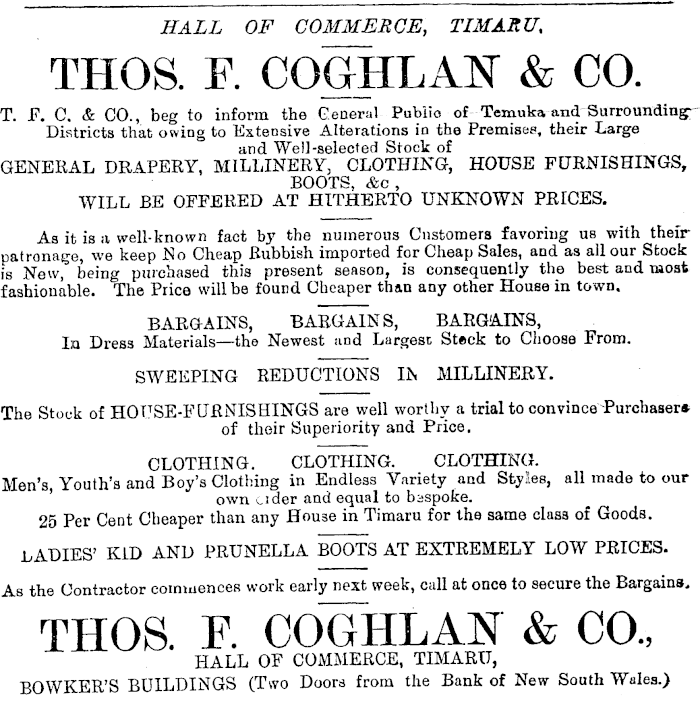 HALL OF COMMERCE, TIMARU,
THOS. F. COGHLAN & CO.
T. F. C. & CO., beg to inform the General Public of Temuka and Surrounding
Districts that owing to Extensive Alterations in the Premises, their Large
and Well-selected Stock of
GENERAL DRAPERY, MILLINERY, CLOTHING, HOUSE FURNISHINGS,
BOOTS, &c,
WILL BE OFFERED AT HITHERTO UNKNOWN PRICES.
As it is a well-known fact by the numerous Customers favoring us with their
patronage, we keep No Cheap Rubbish imported for Cheap Sales, and as all our Stock
is New, being purchased this present season, is consequently the best and most
fashionable. The Price will be found Cheaper than any other House in town.
BARGAINS, BARGAINS, BARGAINS,
In Dress Materials—the Newest and Largest Stock to Choose From.
SWEEPING REDUCTIONS IN MILLINERY.
The Stock of HOUSE-FURNISHINGS are well worthy a trial to convince Purchasers
of their Superiority and Price.
CLOTHING. CLOTHING. CLOTHING.
Men's, Youth's and Boy's Clothing in Endless Variety and Styles, all made to our
own order and equal to bespoke.
25 Per Cent Cheaper than any House in Timaru for the same class of Goods.
LADIES' KID AND PRUNELLA BOOTS AT EXTREMELY LOW PRICES.
As the Contractor commences work early next week, call at once to secure the Bargains.
THOS. F. COGHLAN & CO.,
HALL OF COMMERCE, TIMARU,
BOWKER'S BUILDINGS (Two Doors from the Bank of New South Wales.)